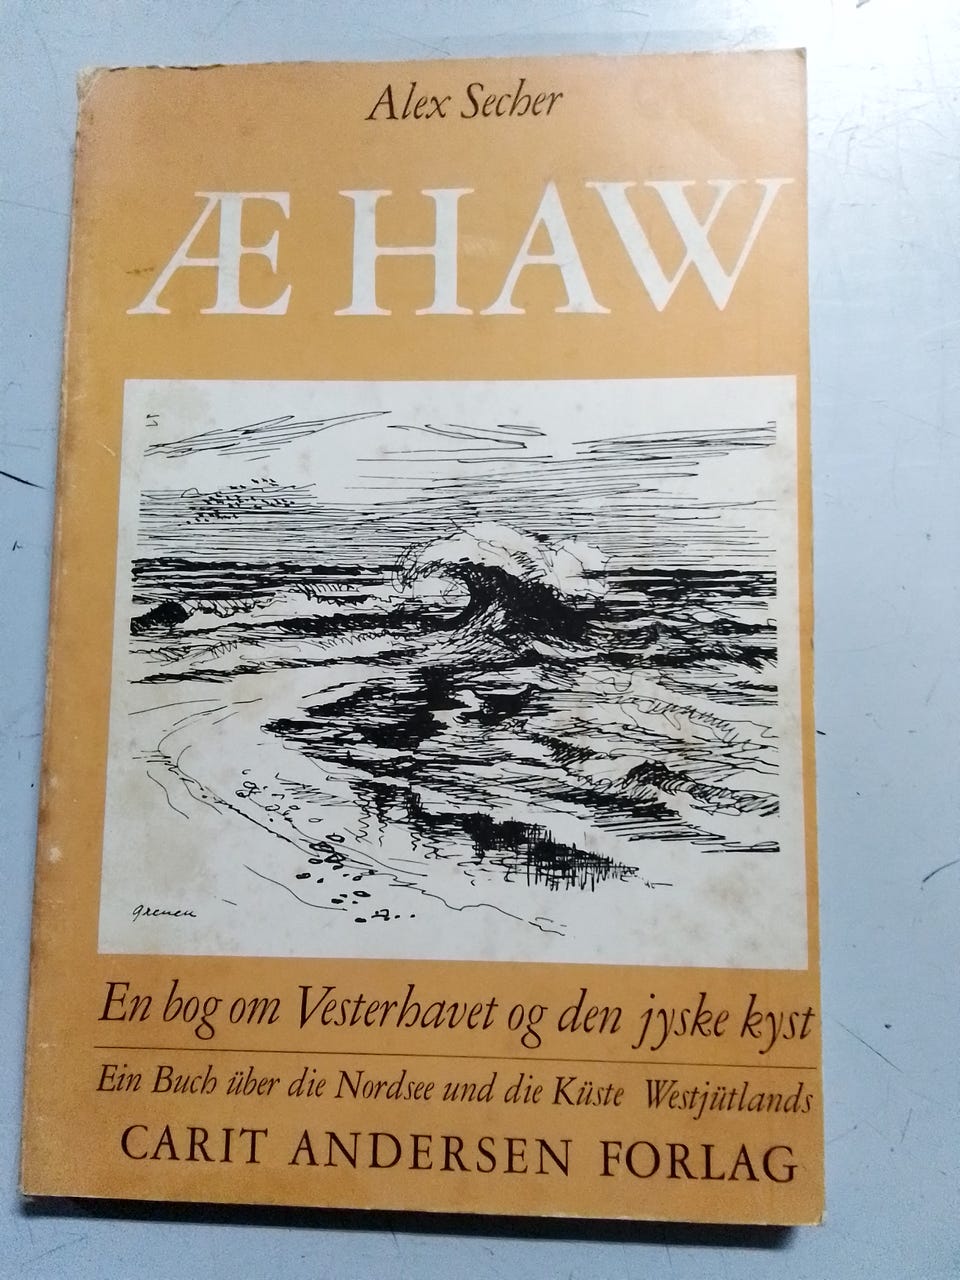 Alex Secher
ÆHAW
Grenen
En bog om Vesterhavet og den jyske kyst
Ein Buch über die Nordsee und die Küste Westjütlands
CARIT ANDERSEN FORLAG